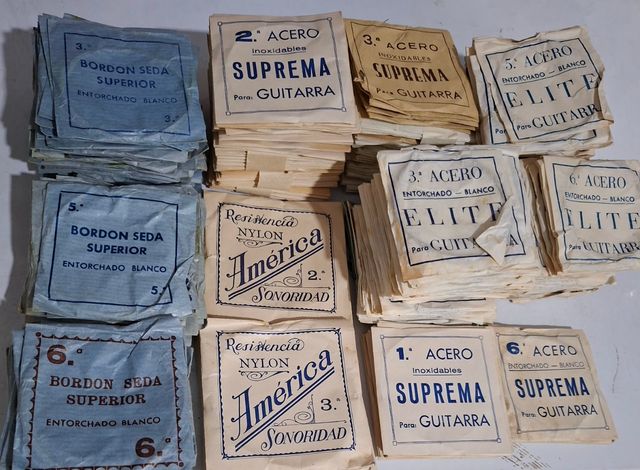 3.ª
BORDON SEDA
SUPERIOR
ENTORCHADO BLANCO
3.ª
2.ª ACERO
Inoxidables
SUPREMA
Para: GUITARRA
3.ª ACERO
INOXIDABLES
SUPREMA
Para: GUITARRA
5.ª ACERO
ENTORCHADO - BLANCO
ELITE
Para GUITARRA
5.ª
BORDON SEDA
SUPERIOR
ENTORCHADO BLANCO
5.ª
Resistencia
NYLON
América
2.ª
SONORIDAD
3.ª ACERO
ENTORCHADO - BLANCO
ELITE
Para GUITARRA
6.ª ACERO
ENTORCHADO - BLANCO
ELITE
Para GUITARR
6.ª
BORDON SEDA
SUPERIOR
ENTORCHADO BLANCO
6.ª
Resistencia
NYLON
América
3.ª
SONORIDAD
1.ª ACERO
Inoxidables
SUPREMA
Para: GUITARRA
6.ª ACERO
ENTORCHADO - BLANCO
SUPREMA
Para: GUITARRA